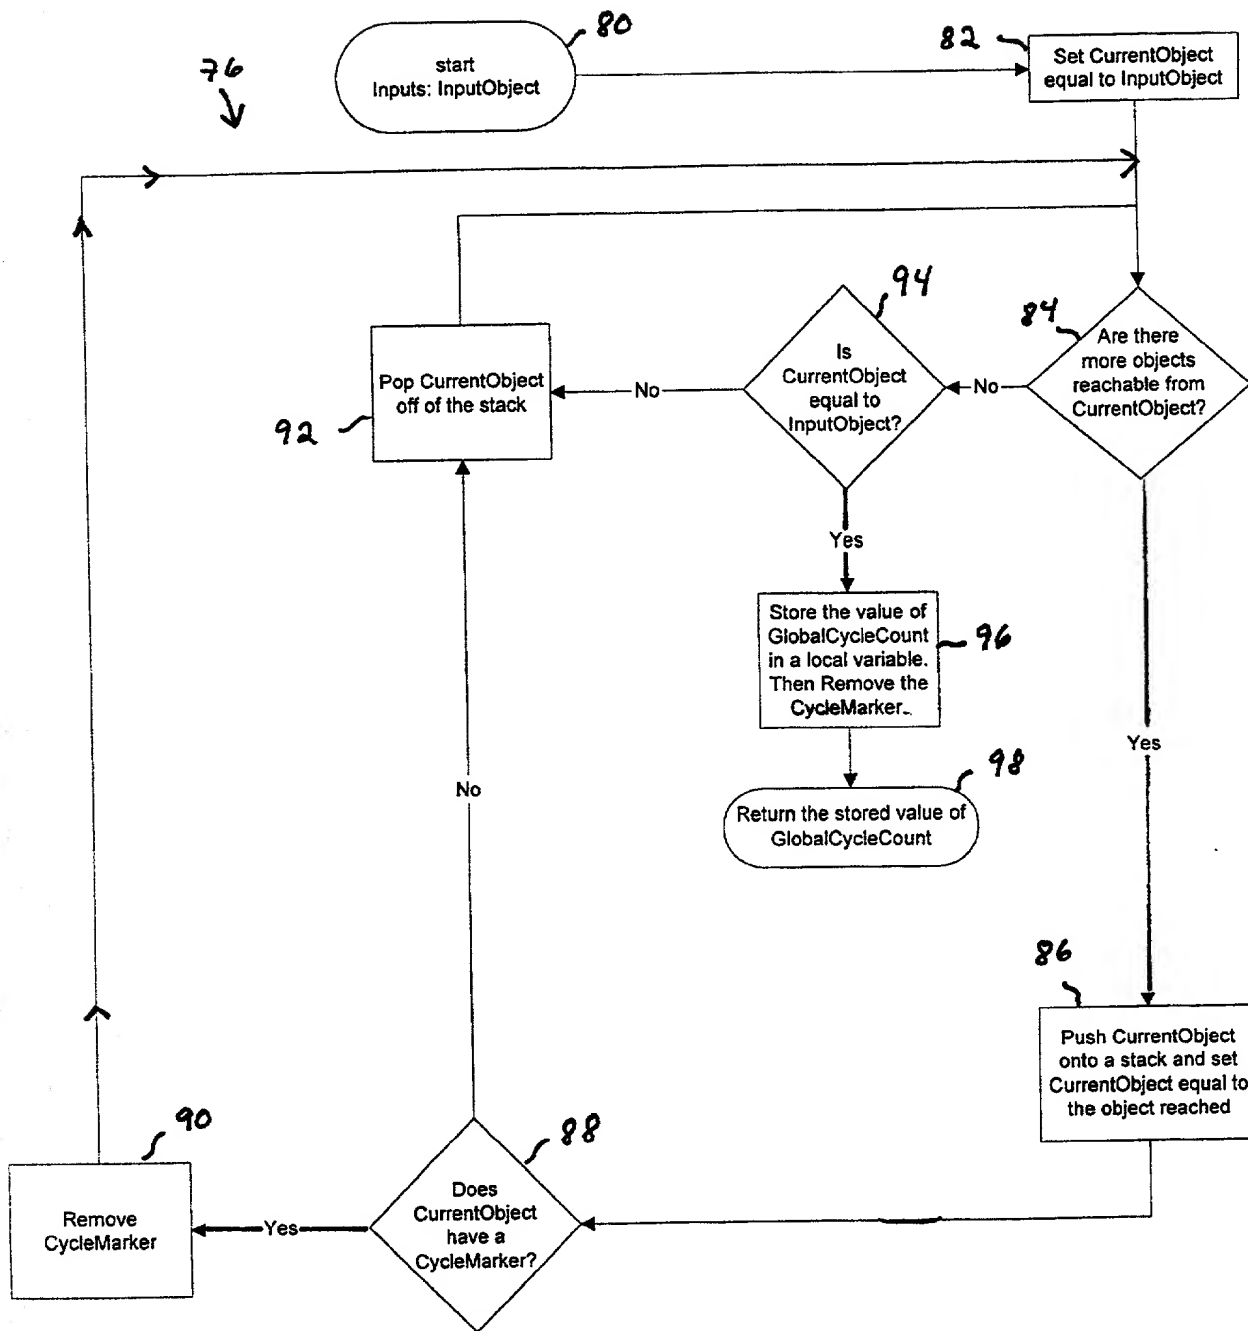 80
start
Inputs: InputObject
76
82
Set CurrentObject
equal to InputObject
94
84
Is
CurrentObject
equal to
InputObject?
Are there
more objects
reachable from
CurrentObject?
No
No
Pop CurrentObject
off of the stack
92
Yes
Store the value of
GlobalCycleCount
in a local variable.
Then Remove the
CycleMarker.
96
Yes
No
98
Return the stored value of
GlobalCycleCount
86
Push CurrentObject
onto a stack and set
CurrentObject equal to
the object reached
90
88
Remove
CycleMarker
Yes
Does
CurrentObject
have a
CycleMarker?